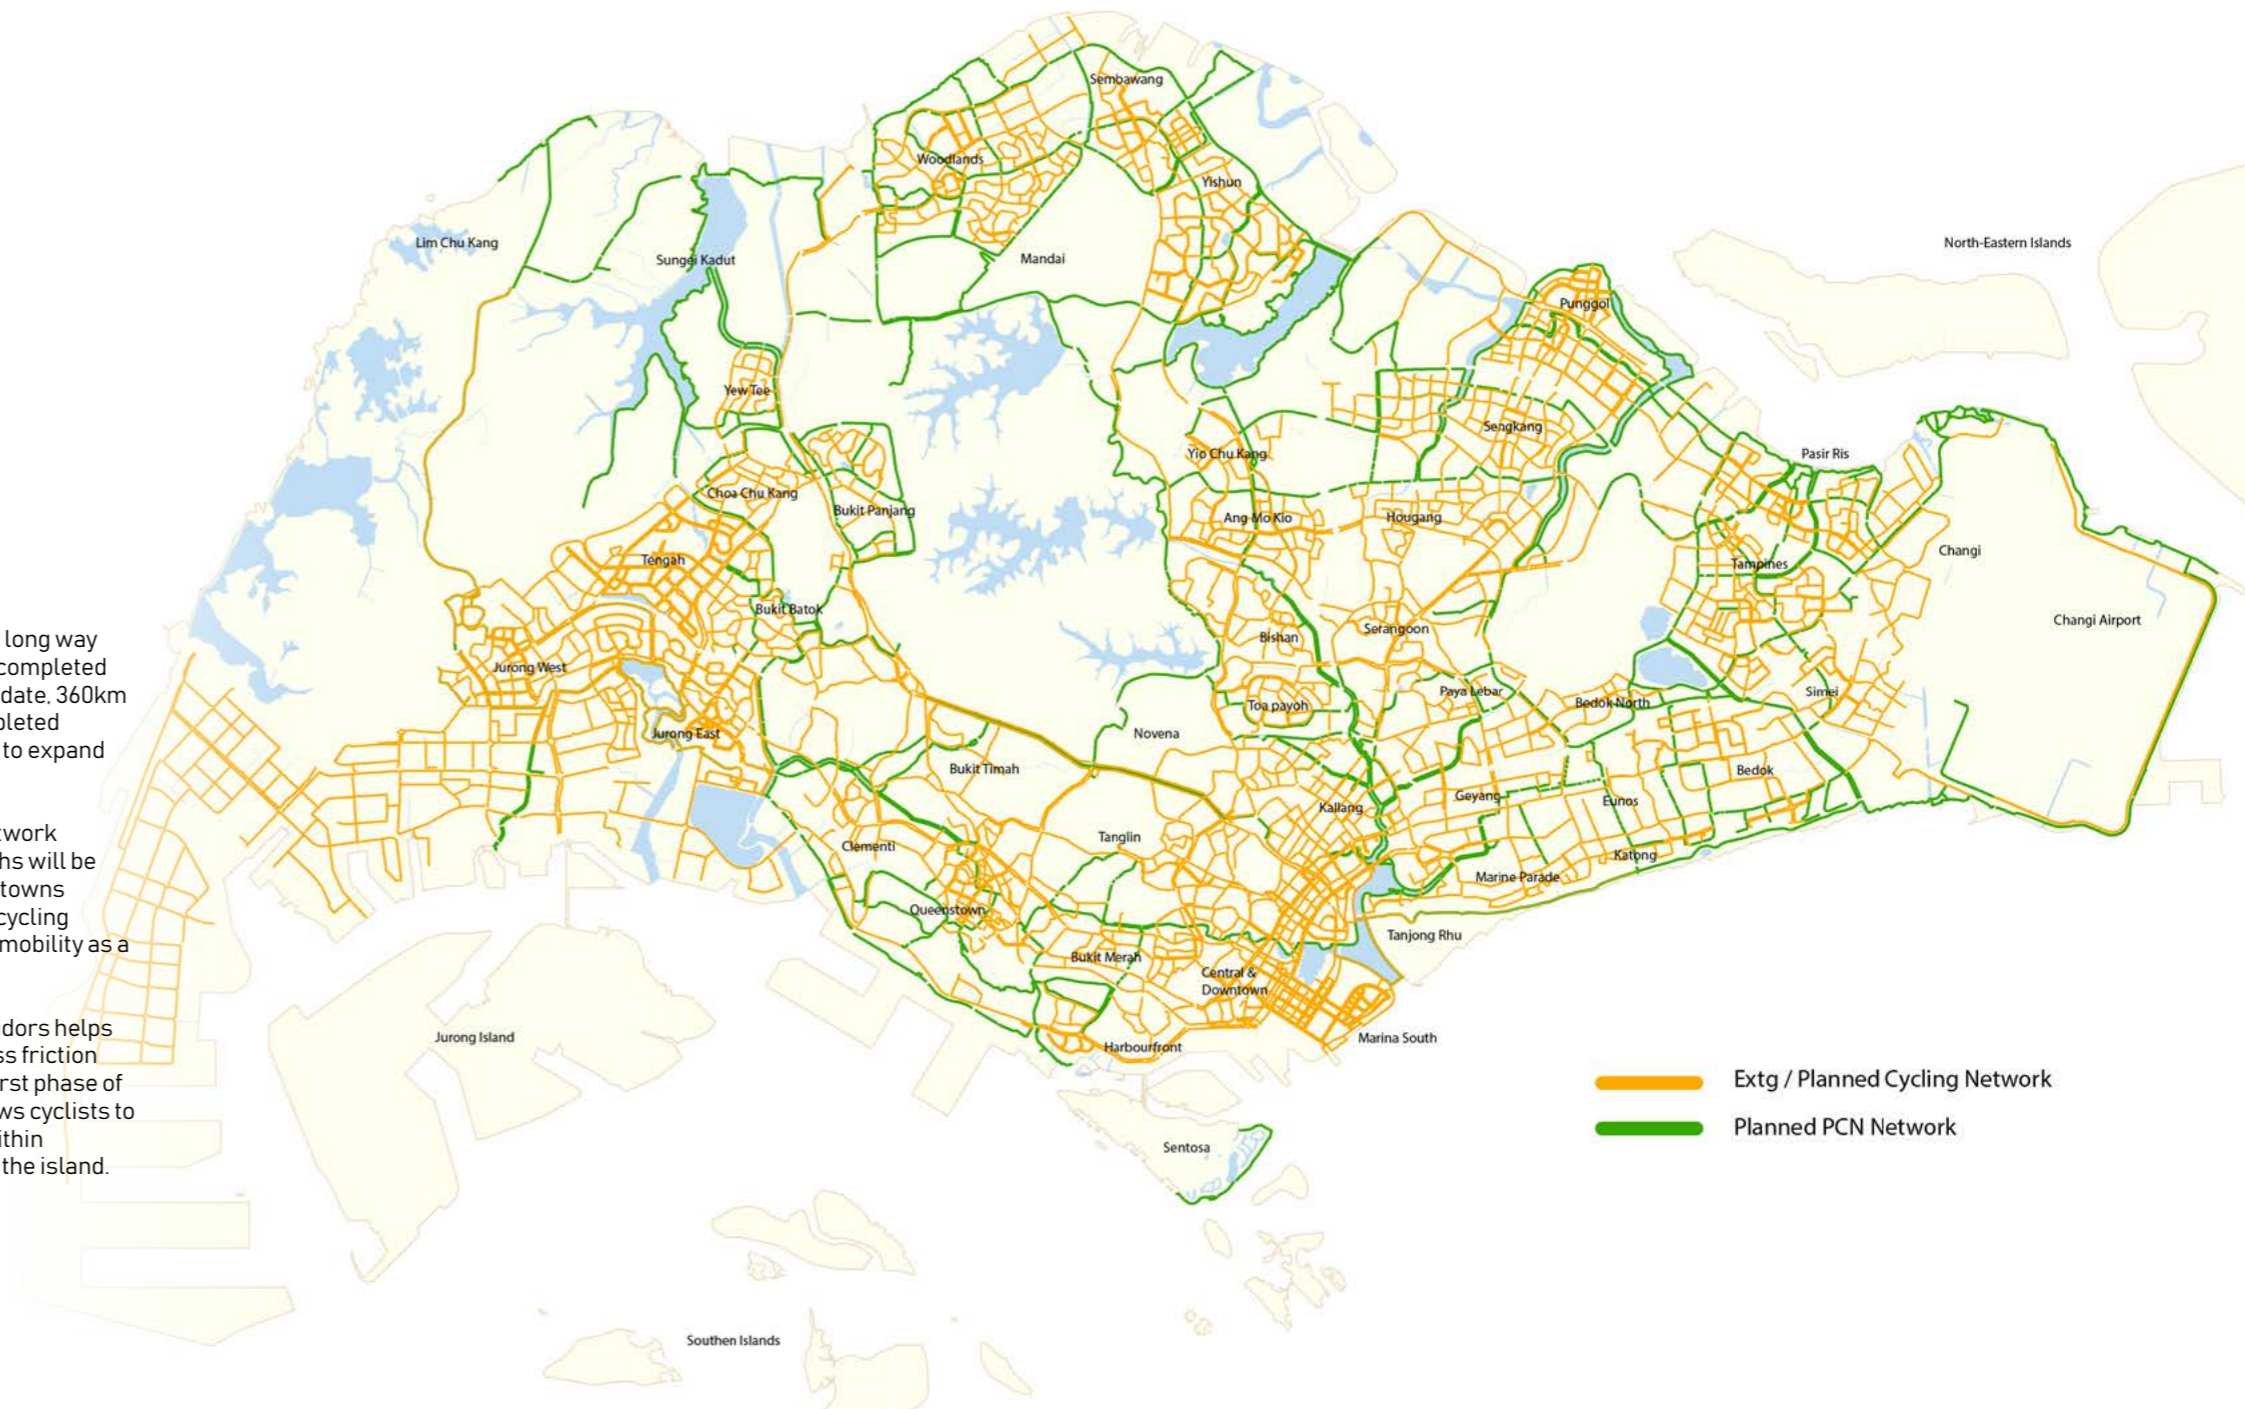 long way
completed
date, 360km
pleted
to expand
twork
hs will be
towns
cycling
mobility as a
dors helps
ss friction
rst phase of
ws cyclists to
ithin
the island.
Sembawang
Woodlands
Yishun
Lim Chu Kang
Sungei Kadut
Mandai
North-Eastern Islands
Punggol
Yew Tee
Sengkang
Yio Chu Kang
Pasir Ris
Choa Chu Kang
Bukit Panjang
Ang Mo Kio
Hougang
Changi
Tengah
Tampines
Bukit Batok
Changi Airport
Bishan
Serangoon
Jurong West
Paya Lebar
Simei
Toa payoh
Bedok North
Jurong East
Novena
Bukit Timah
Bedok
Geyang
Eunos
Kallang
Tanglin
Clementi
Katong
Marine Parade
Queenstown
Tanjong Rhu
Bukit Merah
Central &
Downtown
Jurong Island
Marina South
Harbourfront
Extg / Planned Cycling Network
Planned PCN Network
Sentosa
Southen Islands